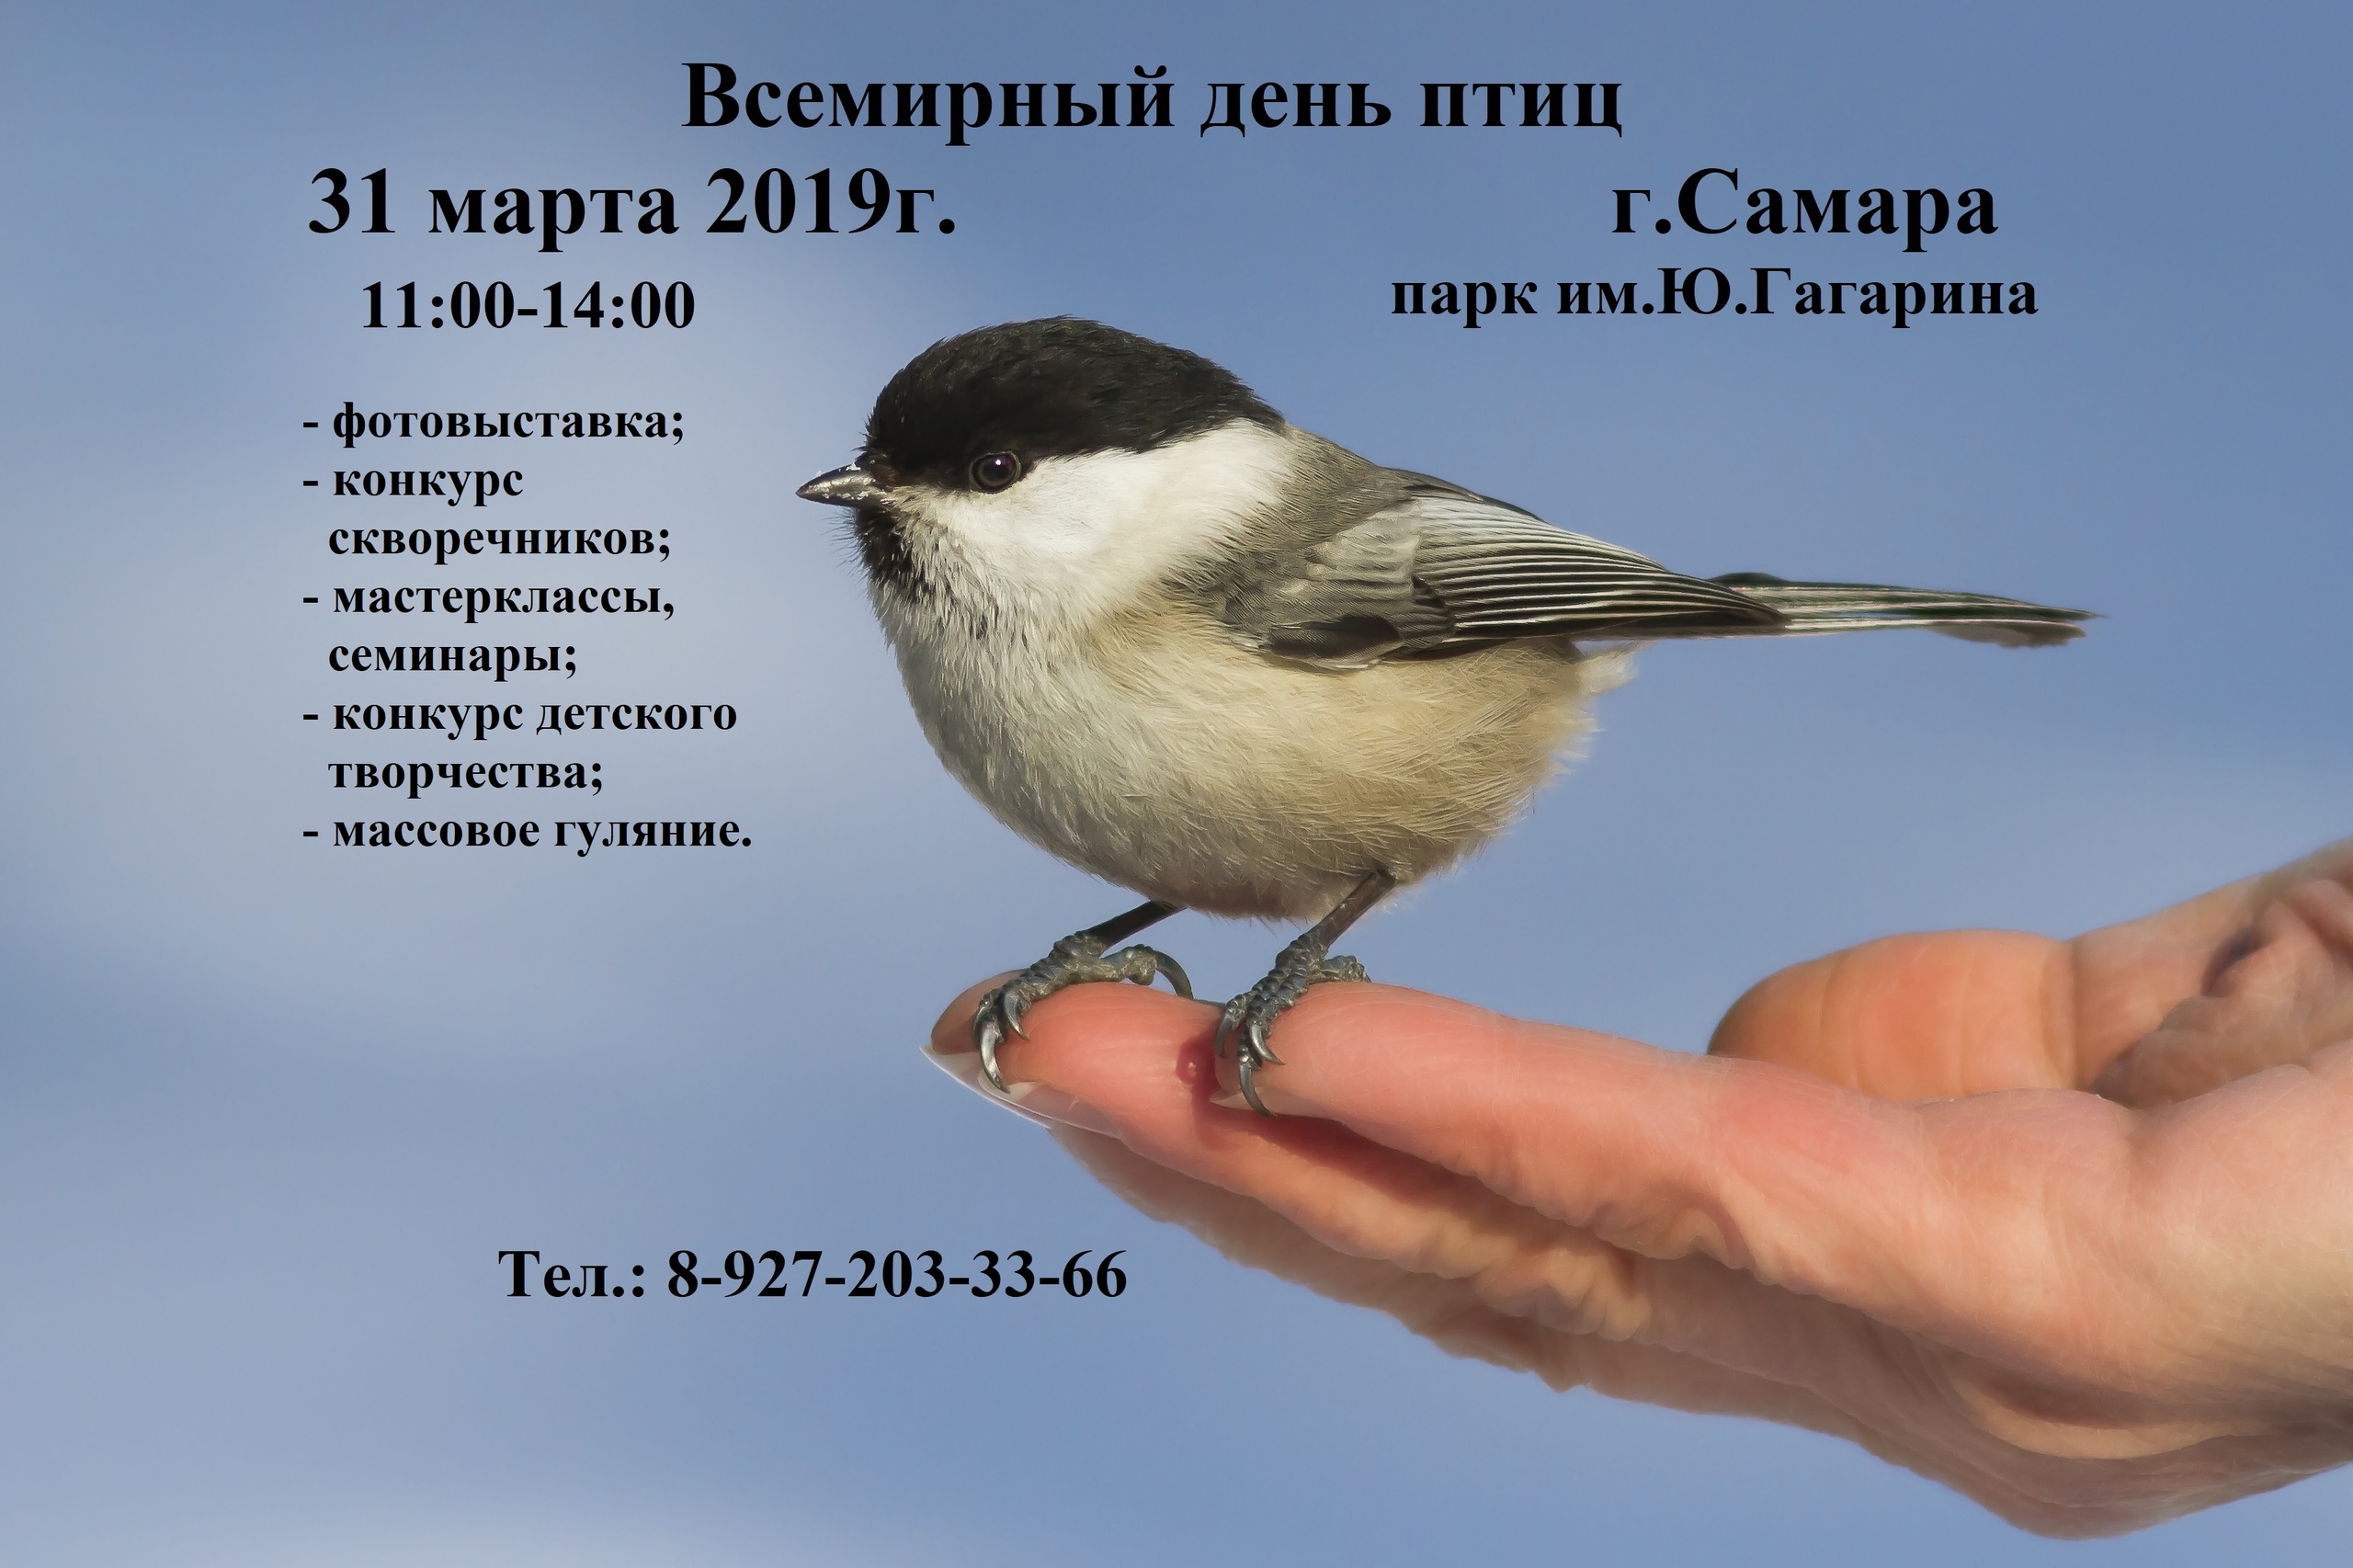 Всемирный день птиц
31 марта 2019г.
г.Самара
11:00-14:00
парк им.Ю.Гагарина
- фотовыставка;
- конкурс
скворечников;
- мастерклассы,
семинары;
- конкурс детского
творчества;
- массовое гуляние.
Тел.: 8-927-203-33-66